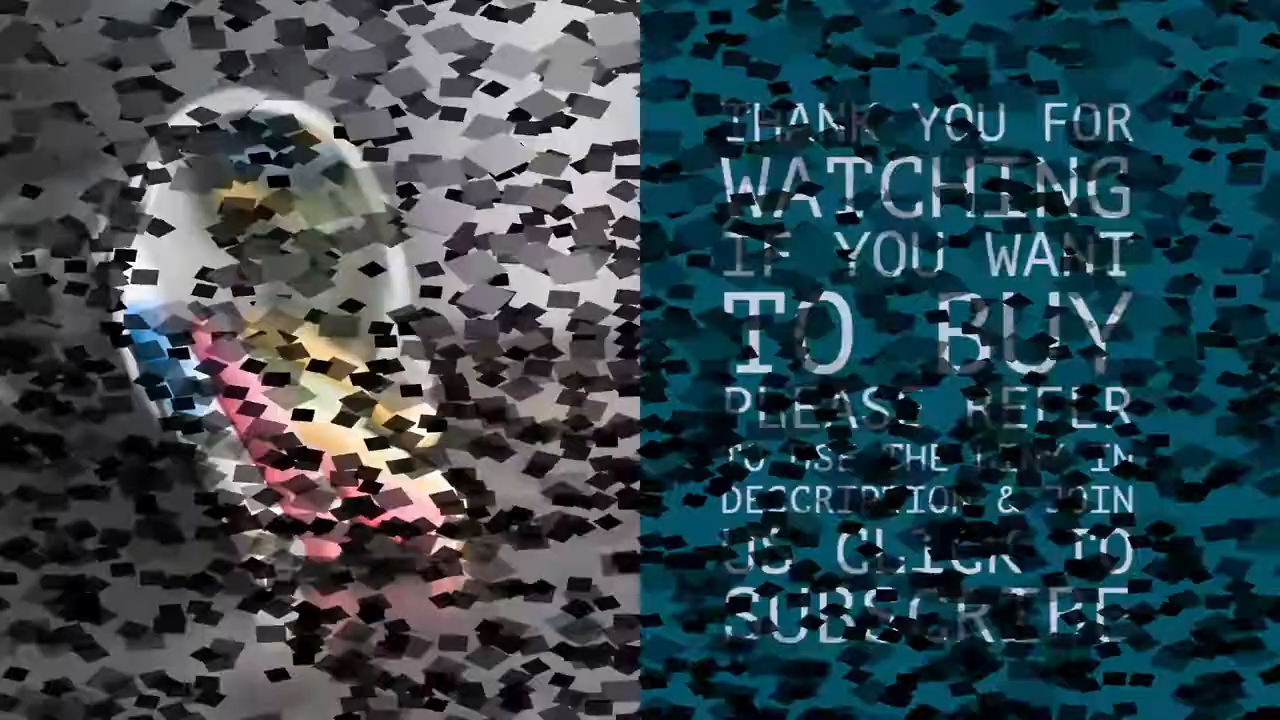 THANK YOU FOR
WATCHING
IF YOU WANT
TO BUY
PLEASE REFER
TO USE THE LINK IN
DESCRIPTION & JOIN
US CLICK TO
SUBSCRIBE